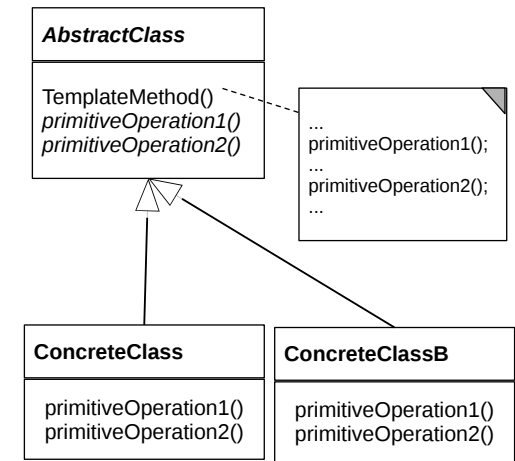 AbstractClass
TemplateMethod()
primitiveOperation1()
primitiveOperation2()
...
primitiveOperation1();
...
primitiveOperation2();
...
ConcreteClass
primitiveOperation1()
primitiveOperation2()
ConcreteClassB
primitiveOperation1()
primitiveOperation2()